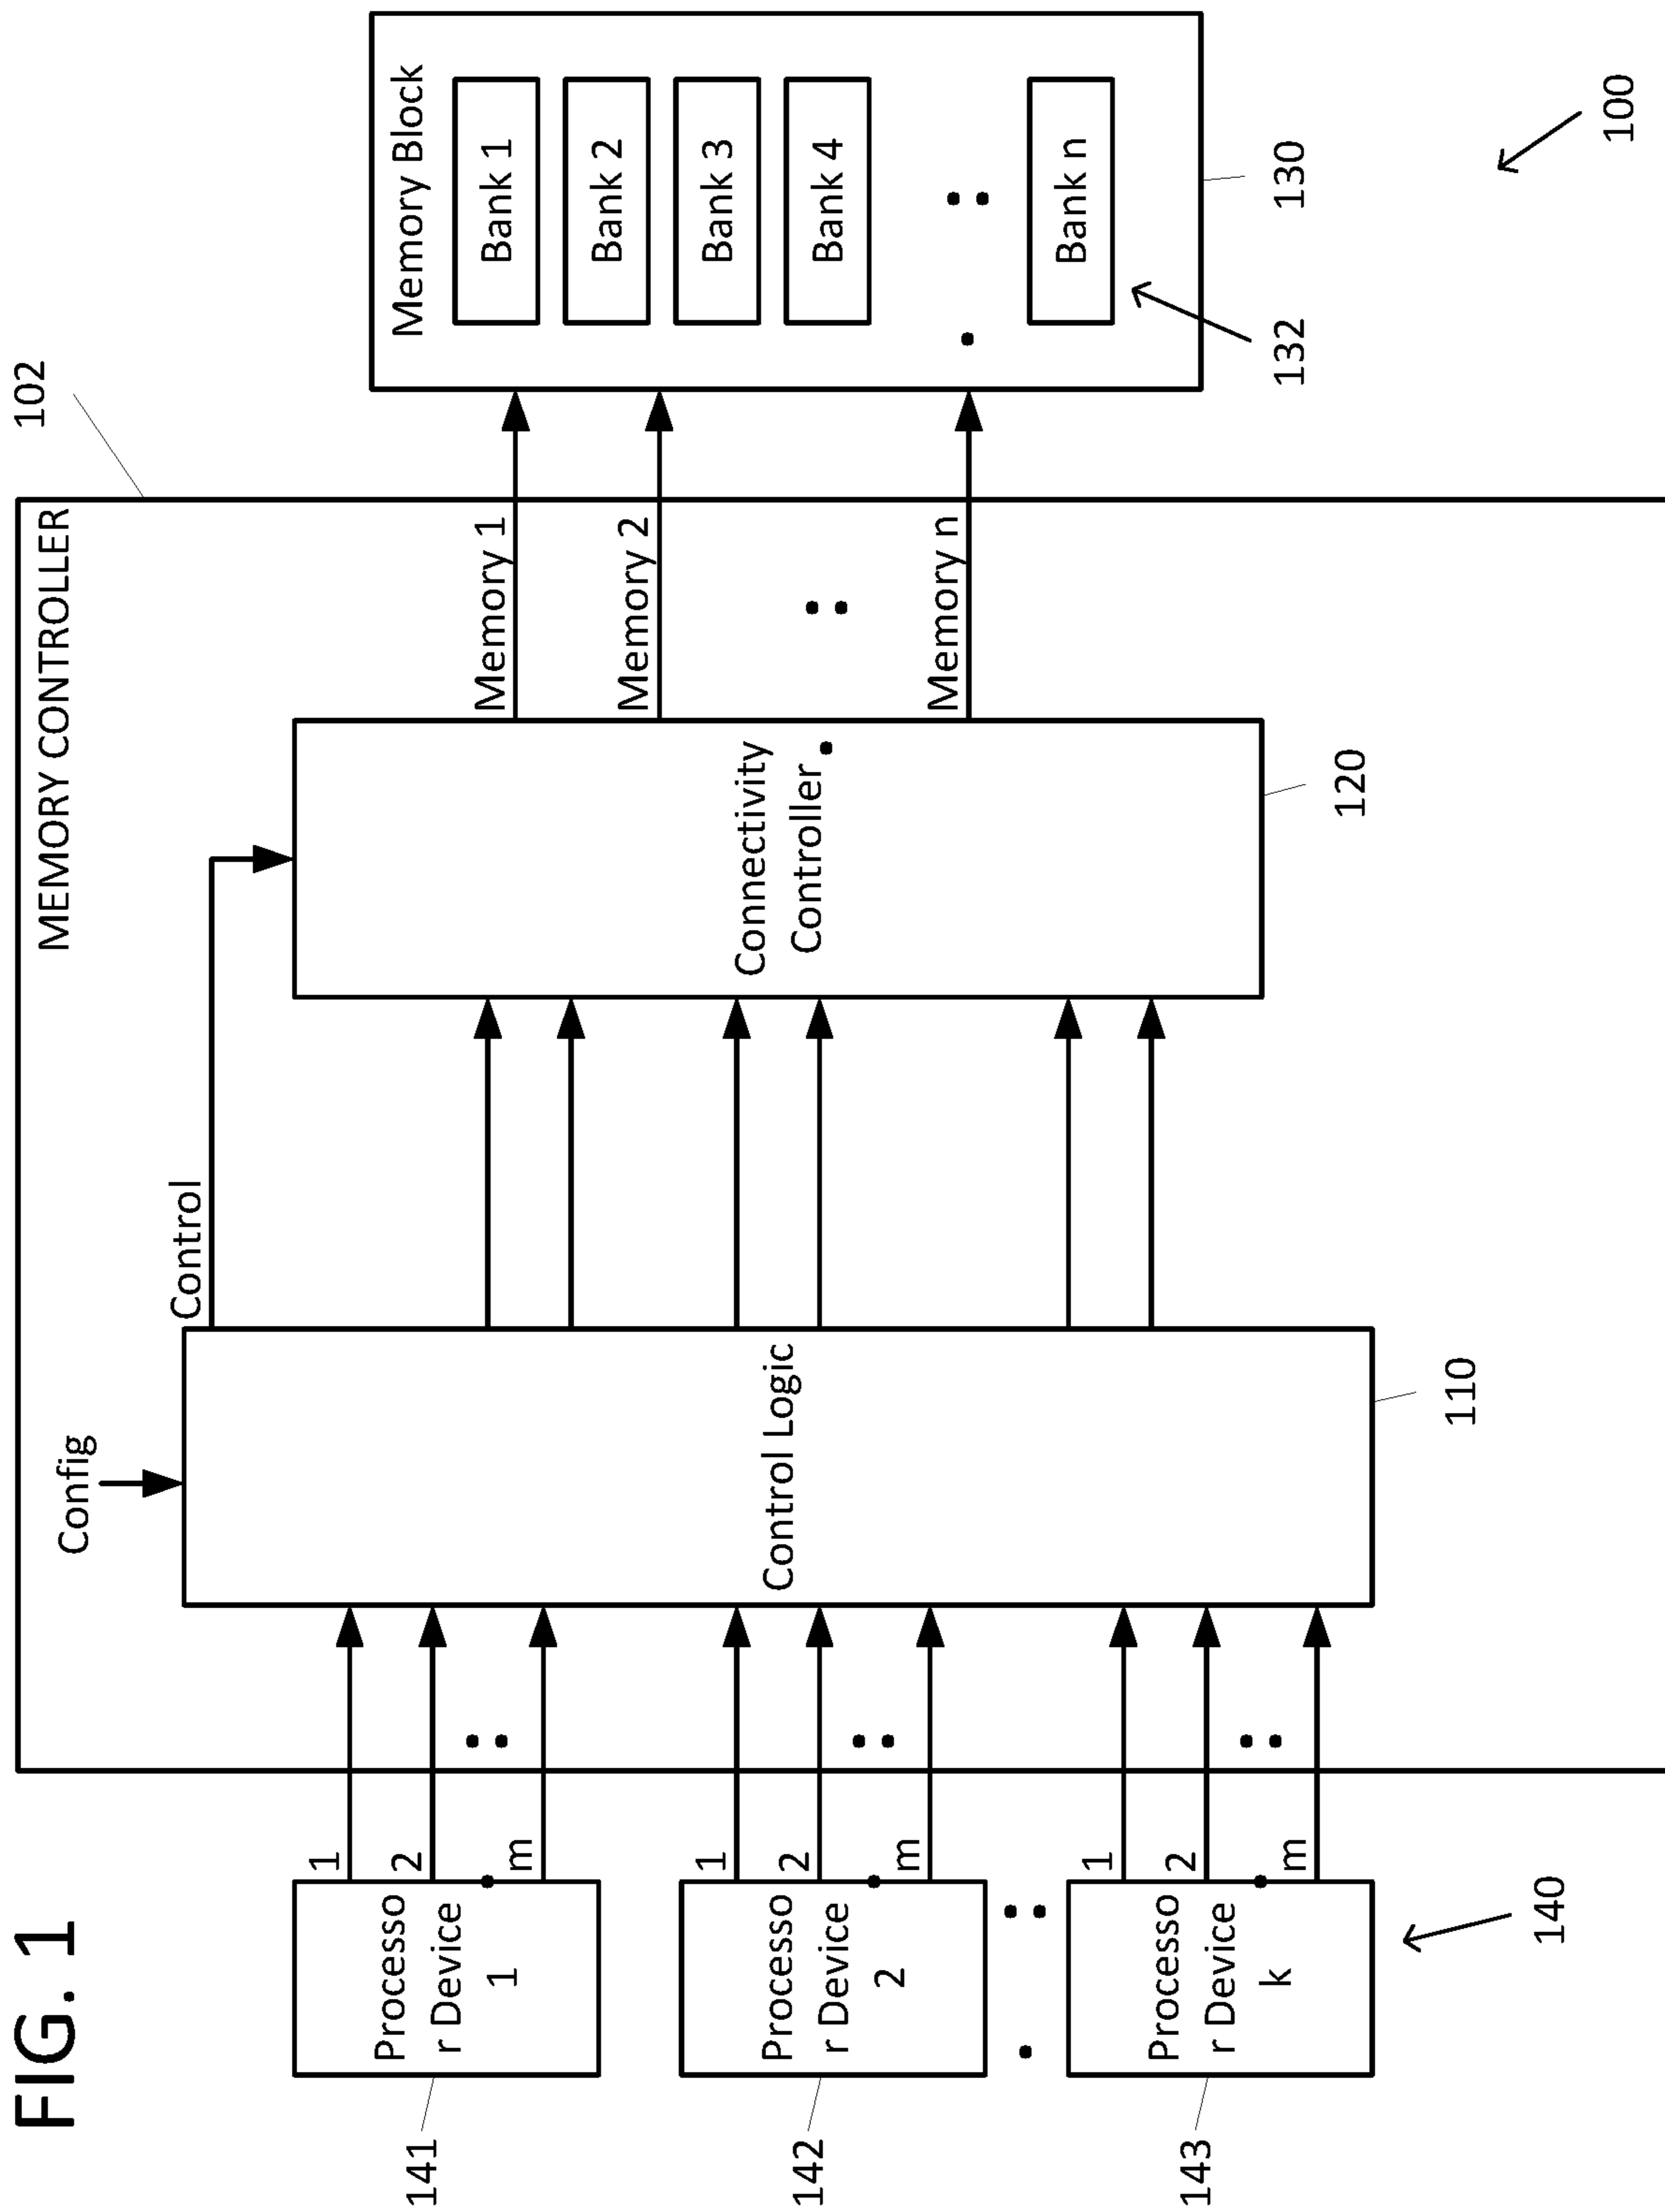 FIG. 1
102
MEMORY CONTROLLER
Config
Control
Memory Block
Bank 1
Bank 2
Bank 3
Bank 4
Bank n
132
130
100
Memory 1
Memory 2
Memory n
Connectivity
Controller
120
Control Logic
110
Processo
r Device
1
1
2
m
141
Processo
r Device
2
1
2
m
142
Processo
r Device
k
1
2
m
143
140